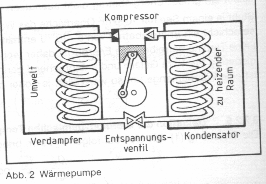 Kompressor
Umwelt
zu heizender
Raum
Verdampfer
Entspannungs-
ventil
Kondensator
Abb. 2 Wärmepumpe